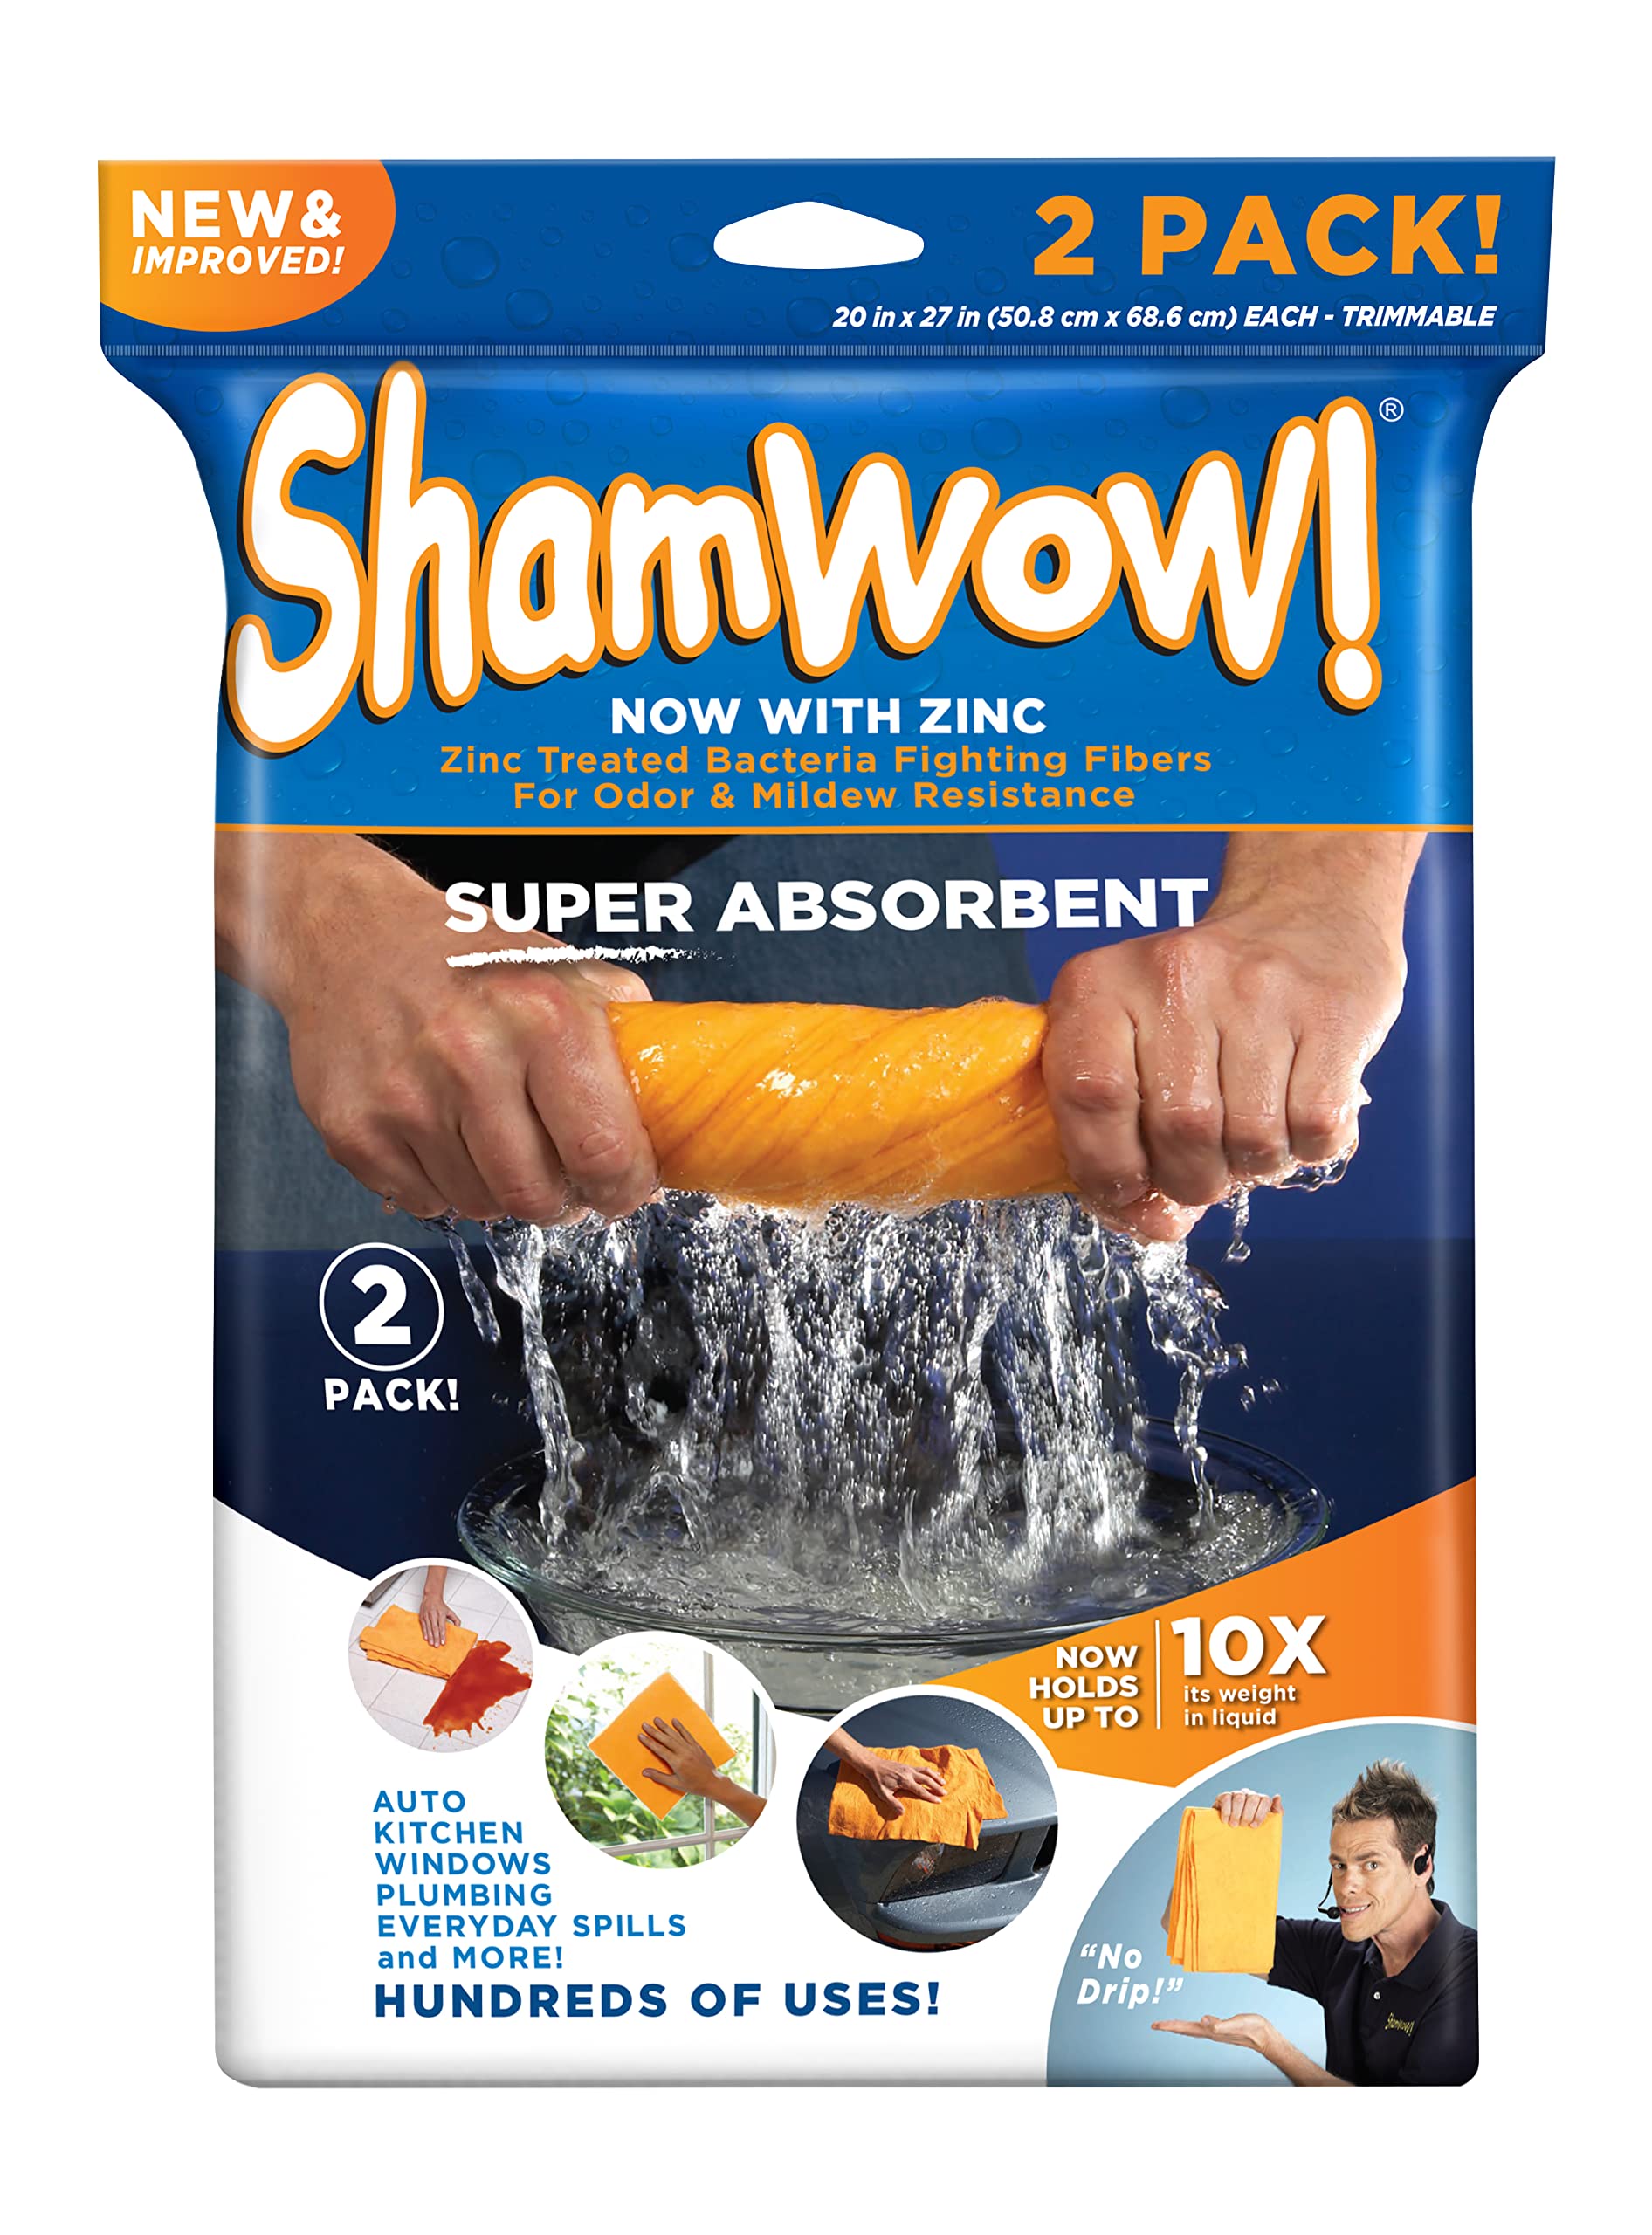 NEW &
IMPROVED!
2 PACK!
20 in x 27 in (50.8 cm x 68.6 cm) EACH - TRIMMABLE
ShamWow!®
NOW WITH ZINC
Zinc Treated Bacteria Fighting Fibers
For Odor & Mildew Resistance
SUPER ABSORBENT
2
PACK!
NOW
HOLDS
UP TO
10X
its weight
in liquid
AUTO
KITCHEN
WINDOWS
PLUMBING
EVERYDAY SPILLS
and MORE!
HUNDREDS OF USES!
“No
Drip!”
ShamWow!